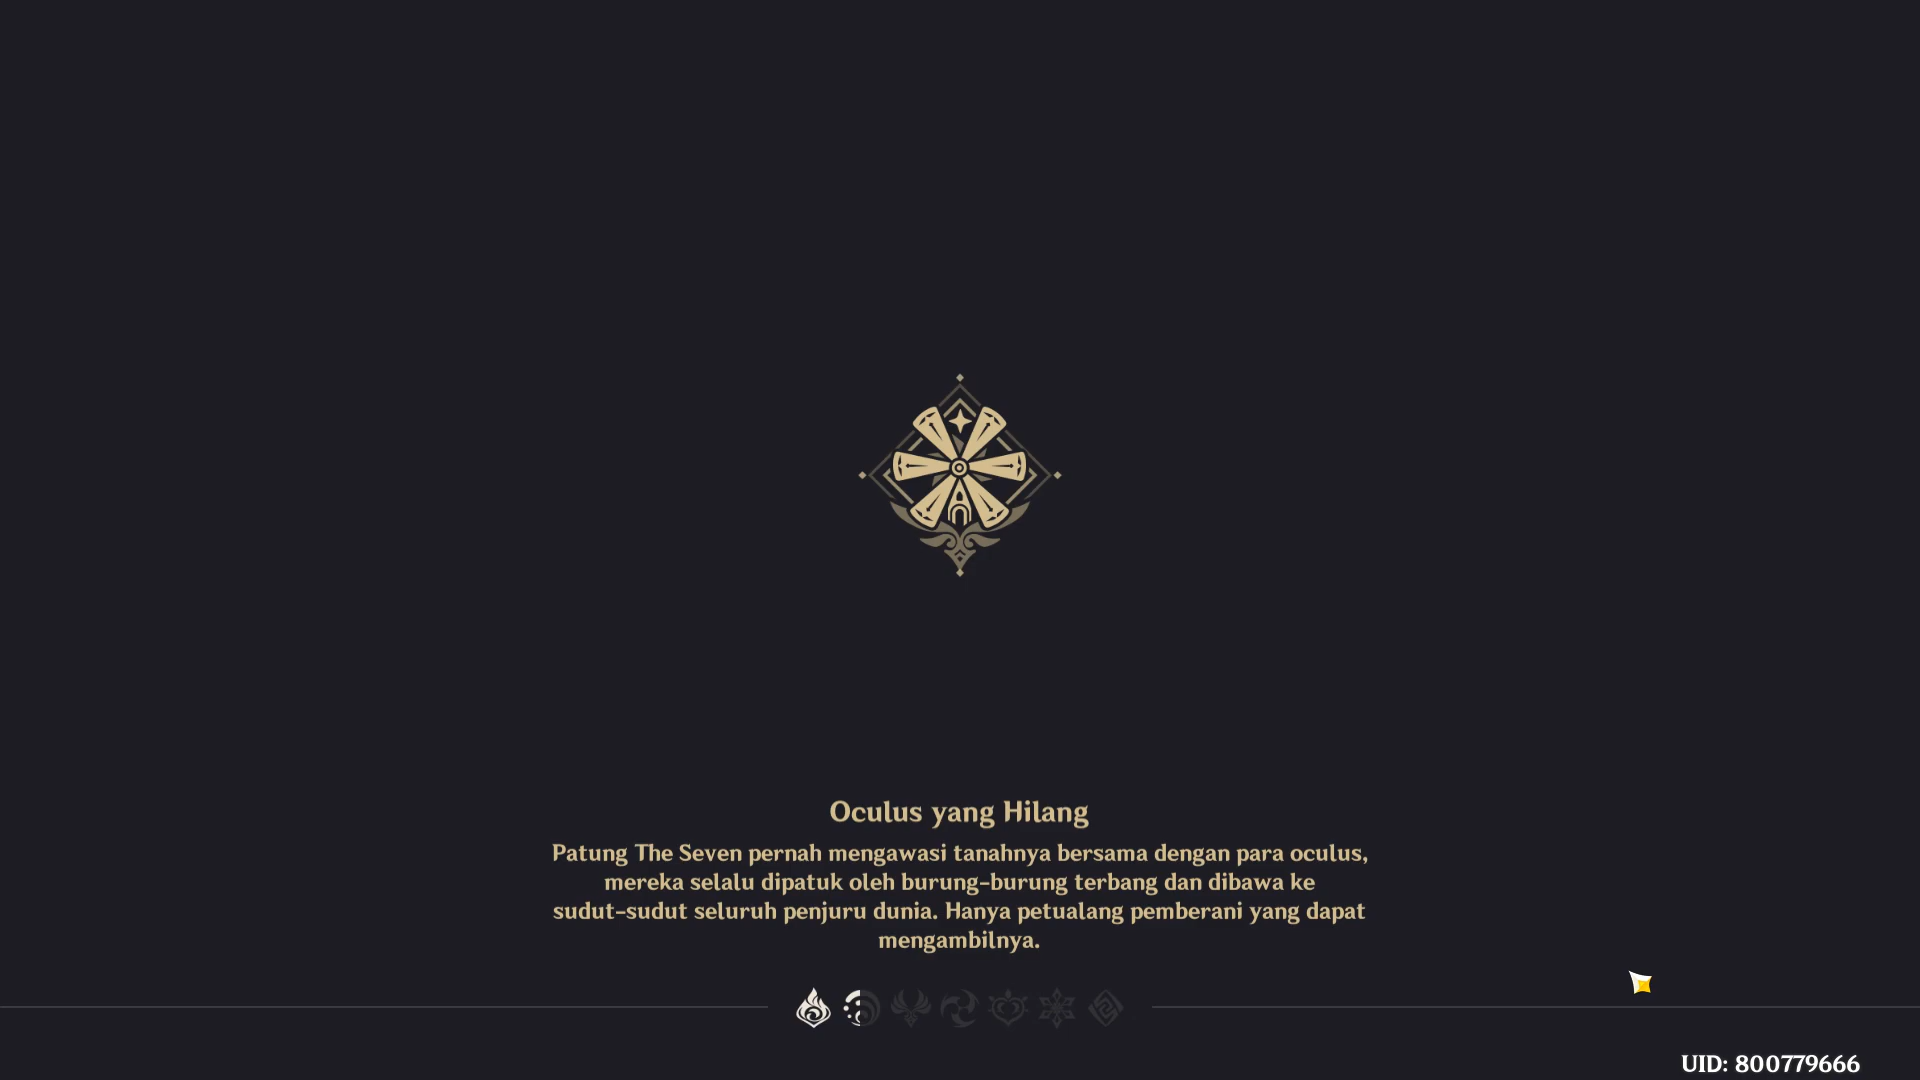 Oculus yang Hilang
Patung The Seven pernah mengawasi tanahnya bersama dengan para oculus,
mereka selalu dipatuk oleh burung-burung terbang dan dibawa ke
sudut-sudut seluruh penjuru dunia. Hanya petualang pemberani yang dapat
mengambilnya.
UID: 800779666